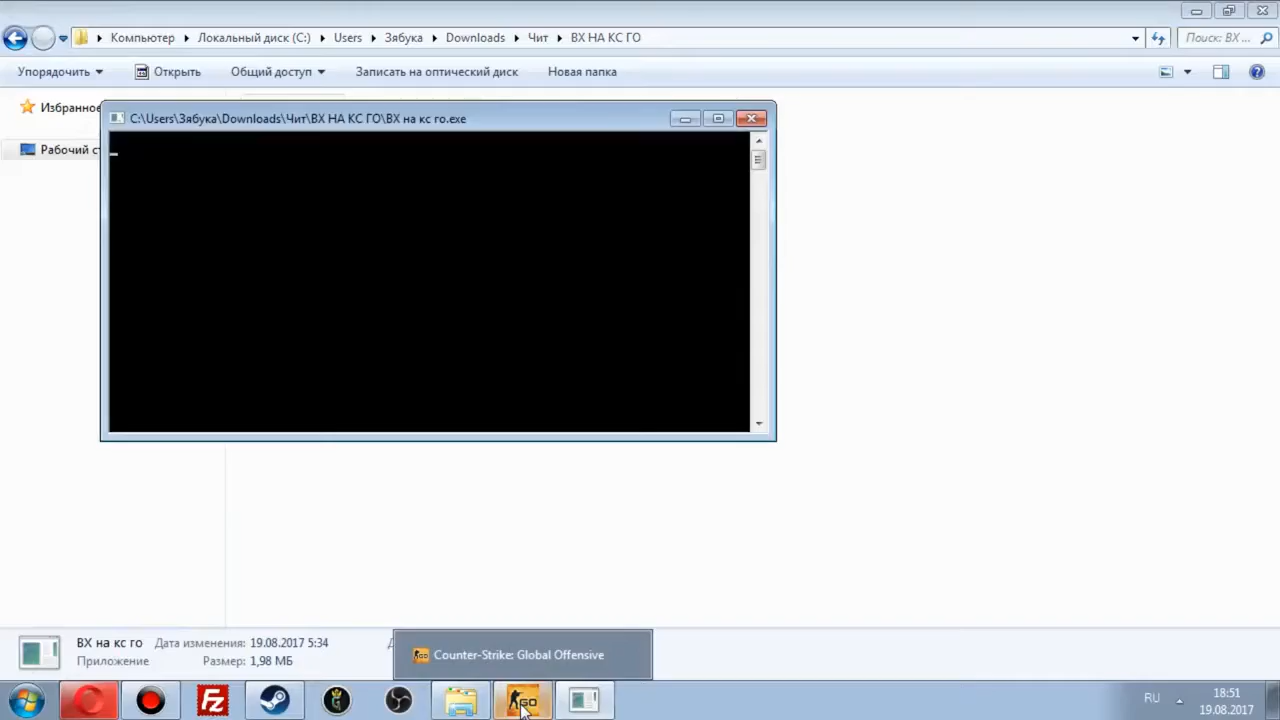 Компьютер Локальный диск (C:) Users Зябука Downloads Чит ВХ НА КС ГО
Поиск: ВХ ...
Упорядочить Открыть Общий доступ Записать на оптический диск Новая папка
Избранное
C:\Users\Зябука\Downloads\Чит\ВХ НА КС ГО\ВХ на кс го.exe
Рабочий ст
ВХ на кс го Дата изменения: 19.08.2017 5:34
Приложение Размер: 1,98 МБ
Counter-Strike: Global Offensive
GO
RU
18:51
19.08.2017